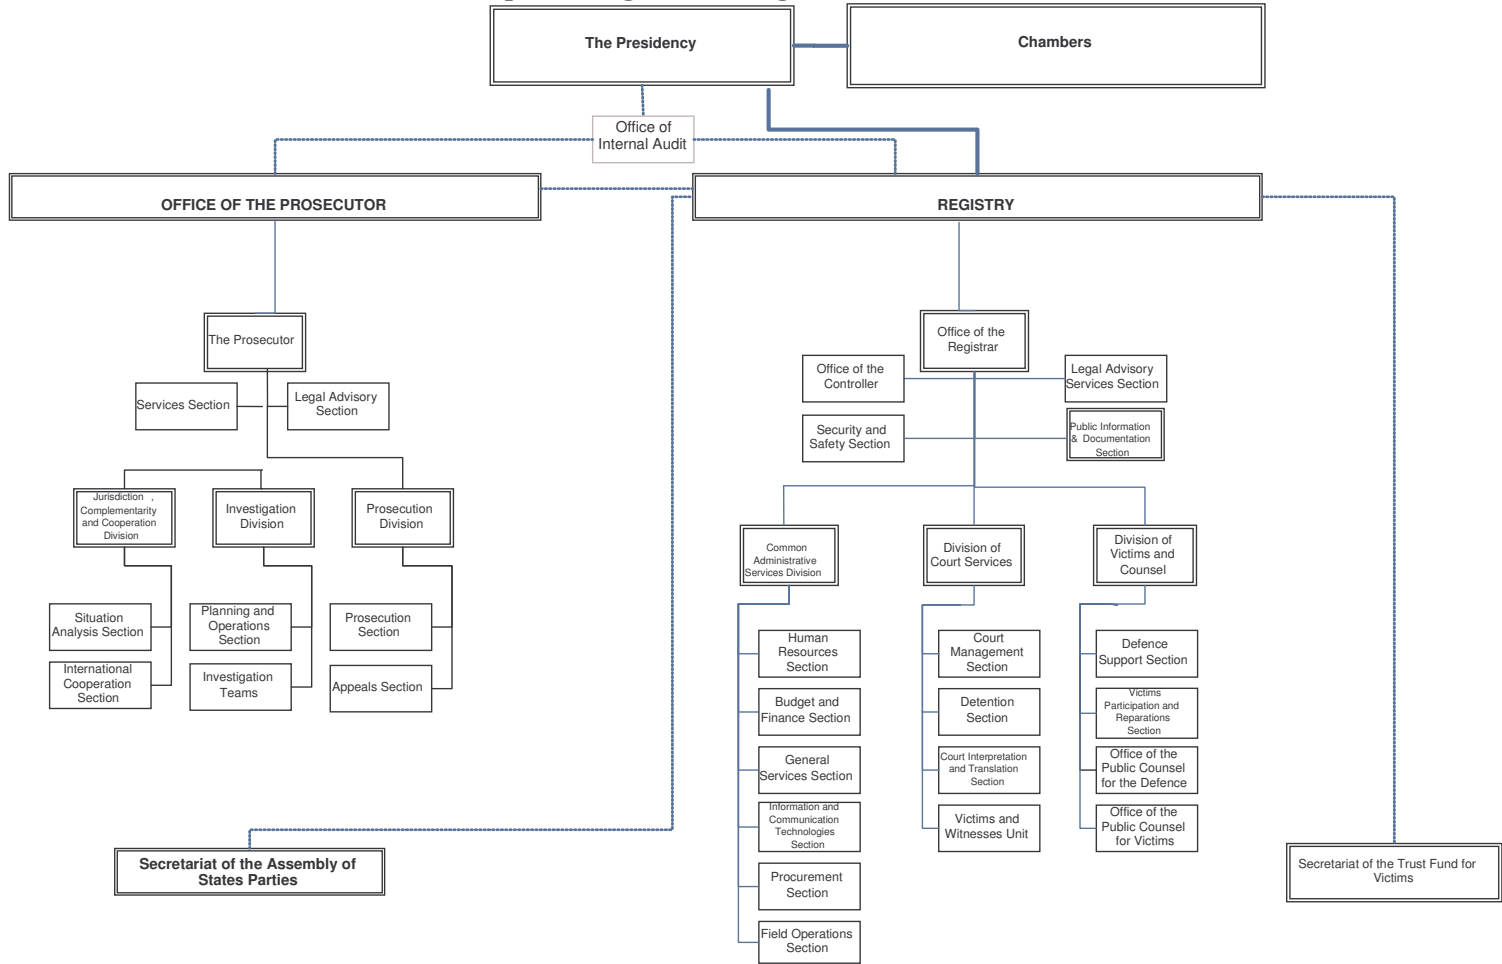 The Presidency
Chambers
Office of
Internal Audit
OFFICE OF THE PROSECUTOR
REGISTRY
The Prosecutor
Services Section
Legal Advisory
Section
Jurisdiction ,
Complementarity
and Cooperation
Division
Investigation
Division
Prosecution
Division
Situation
Analysis Section
International
Cooperation
Section
Planning and
Operations
Section
Investigation
Teams
Prosecution
Section
Appeals Section
Office of the
Registrar
Office of the
Controller
Legal Advisory
Services Section
Security and
Safety Section
Public Information
& Documentation
Section
Common
Administrative
Services Division
Division of
Court Services
Division of
Victims and
Counsel
Human
Resources
Section
Budget and
Finance Section
General
Services Section
Information and
Communication
Technologies
Section
Procurement
Section
Field Operations
Section
Court
Management
Section
Detention
Section
Court Interpretation
and Translation
Section
Victims and
Witnesses Unit
Defence
Support Section
Victims
Participation and
Reparations
Section
Office of the
Public Counsel
for the Defence
Office of the
Public Counsel
for Victims
Secretariat of the Assembly of
States Parties
Secretariat of the Trust Fund for
Victims